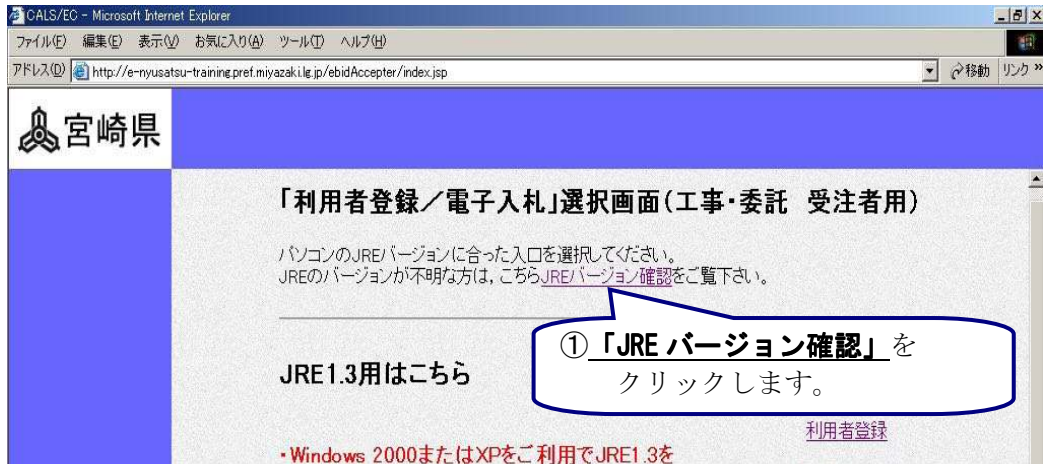 CALS/EC - Microsoft Internet Explorer
ファイル(F) 編集(E) 表示(V) お気に入り(A) ツール(T) ヘルプ(H)
アドレス(D) http://e-nyusatsu-training.pref.miyazaki.lg.jp/ebidAccepter/index.jsp 移動 リンク »
宮崎県
「利用者登録／電子入札」選択画面（工事・委託 受注者用）
パソコンのJREバージョンに合った入口を選択してください。
JREのバージョンが不明な方は，こちらJREバージョン確認をご覧下さい。
①「JRE バージョン確認」を
クリックします。
JRE1.3用はこちら
利用者登録
・Windows 2000またはXPをご利用でJRE1.3を